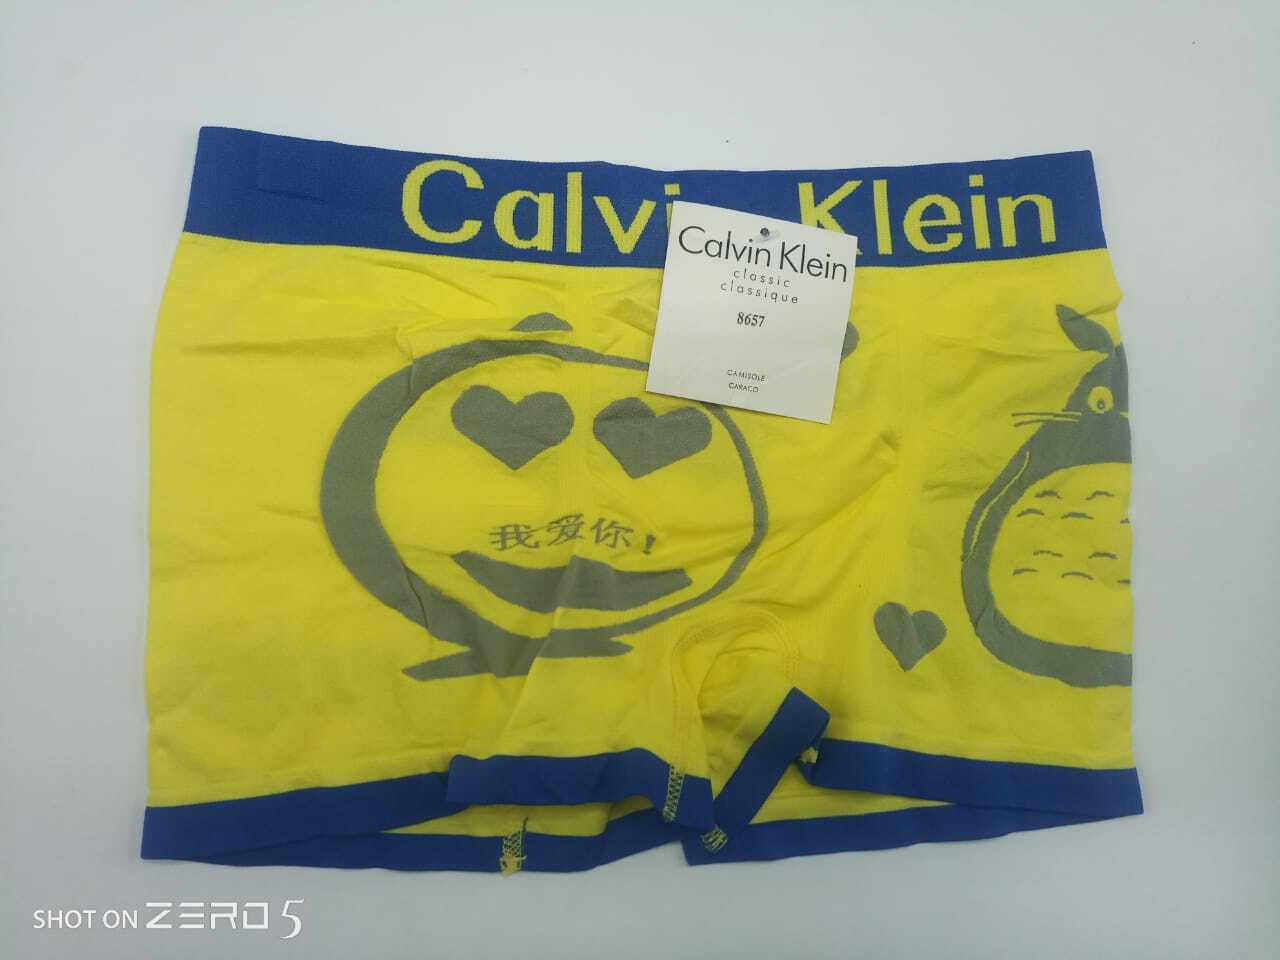 Calvin Klein
Calvin Klein
classic
classique
8657
CAMISOLE
CARACO
我爱你!
SHOT ON ZERO 5